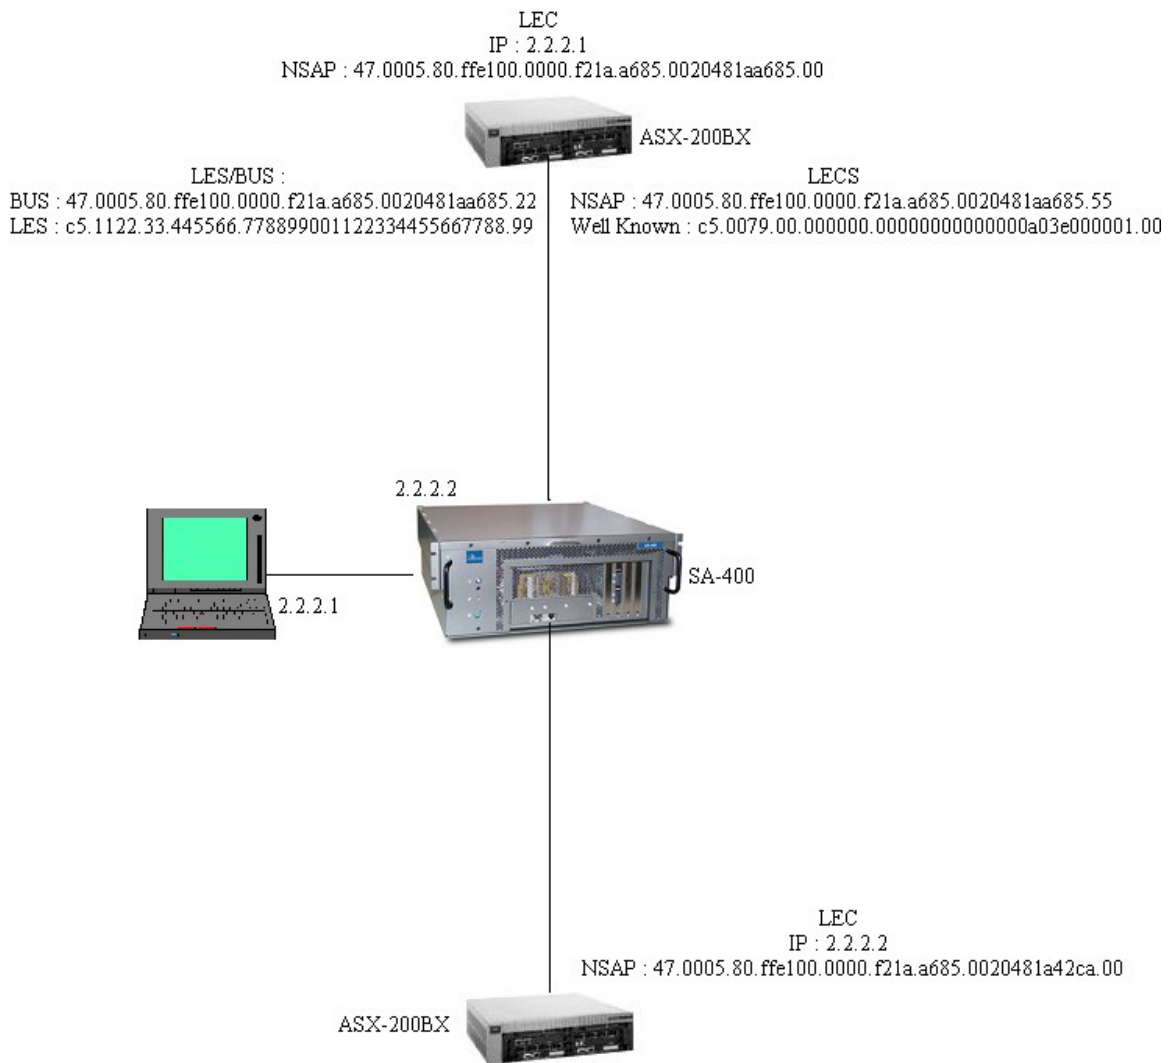 LEC
IP : 2.2.2.1
NSAP : 47.0005.80.ffe100.0000.f21a.a685.0020481aa685.00
ASX-200BX
LES/BUS :
BUS : 47.0005.80.ffe100.0000.f21a.a685.0020481aa685.22
LES : c5.1122.33.445566.778899001122334455667788.99
LECS
NSAP : 47.0005.80.ffe100.0000.f21a.a685.0020481aa685.55
Well Known : c5.0079.00.000000.00000000000000a03e000001.00
2.2.2.2
SA-400
2.2.2.1
LEC
IP : 2.2.2.2
NSAP : 47.0005.80.ffe100.0000.f21a.a685.0020481a42ca.00
ASX-200BX